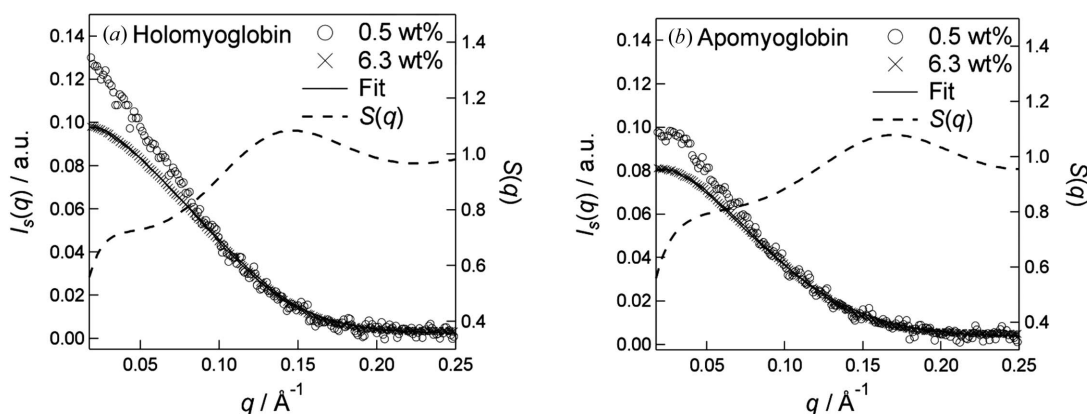 (a) Holomyoglobin
0.5 wt%
6.3 wt%
Fit
S(q)
0.14
0.12
0.10
0.08
0.06
0.04
0.02
0.00
Is(q) / a.u.
1.4
1.2
1.0
0.8
0.6
0.4
S(q)
0.05
0.10
0.15
0.20
0.25
q / Å⁻¹
(b) Apomyoglobin
0.5 wt%
6.3 wt%
Fit
S(q)
0.14
0.12
0.10
0.08
0.06
0.04
0.02
0.00
Is(q) / a.u.
1.4
1.2
1.0
0.8
0.6
0.4
S(q)
0.05
0.10
0.15
0.20
0.25
q / Å⁻¹